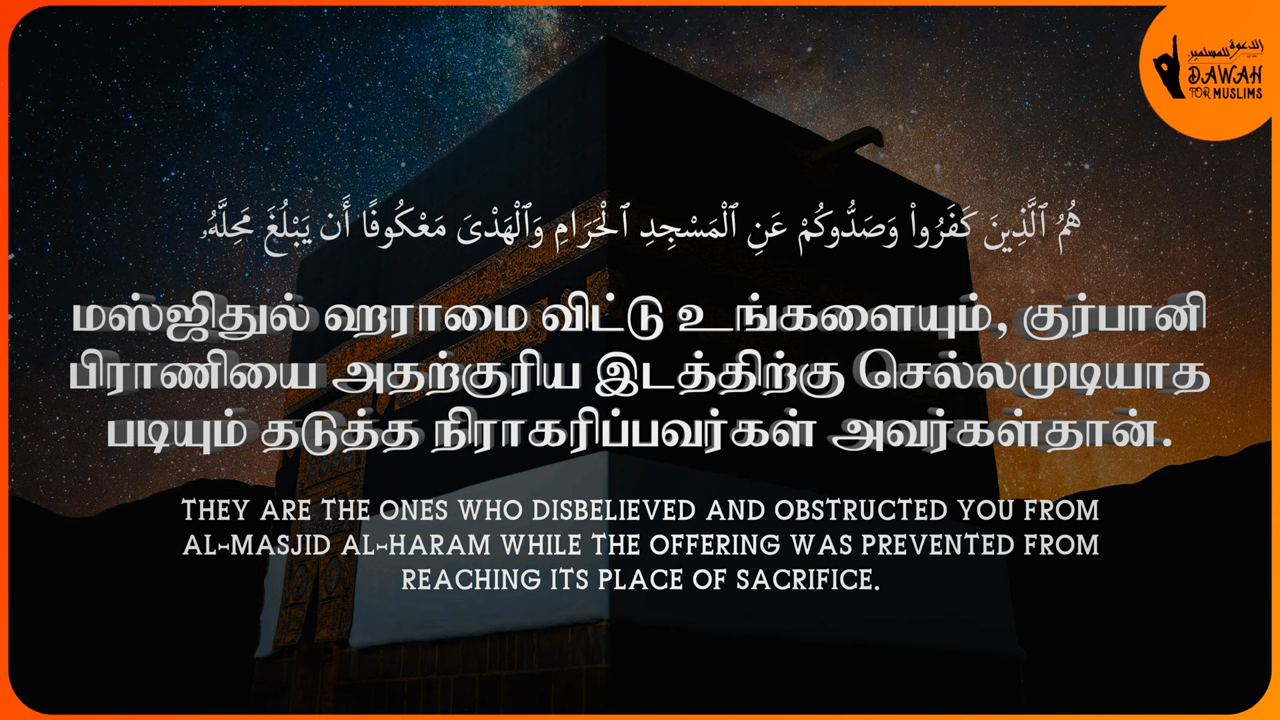 الدعوة للمسلمين
DAWAH
FOR MUSLIMS
هُمُ ٱلَّذِينَ كَفَرُوا۟ وَصَدُّوكُمْ عَنِ ٱلْمَسْجِدِ ٱلْحَرَامِ وَٱلْهَدْىَ مَعْكُوفًا أَن يَبْلُغَ مَحِلَّهُۥ
மஸ்ஜிதுல் ஹராமை விட்டு உங்களையும், குர்பானி
பிராணியை அதற்குரிய இடத்திற்கு செல்லமுடியாத
படியும் தடுத்த நிராகரிப்பவர்கள் அவர்கள்தான்.
THEY ARE THE ONES WHO DISBELIEVED AND OBSTRUCTED YOU FROM
AL-MASJID AL-HARAM WHILE THE OFFERING WAS PREVENTED FROM
REACHING ITS PLACE OF SACRIFICE.